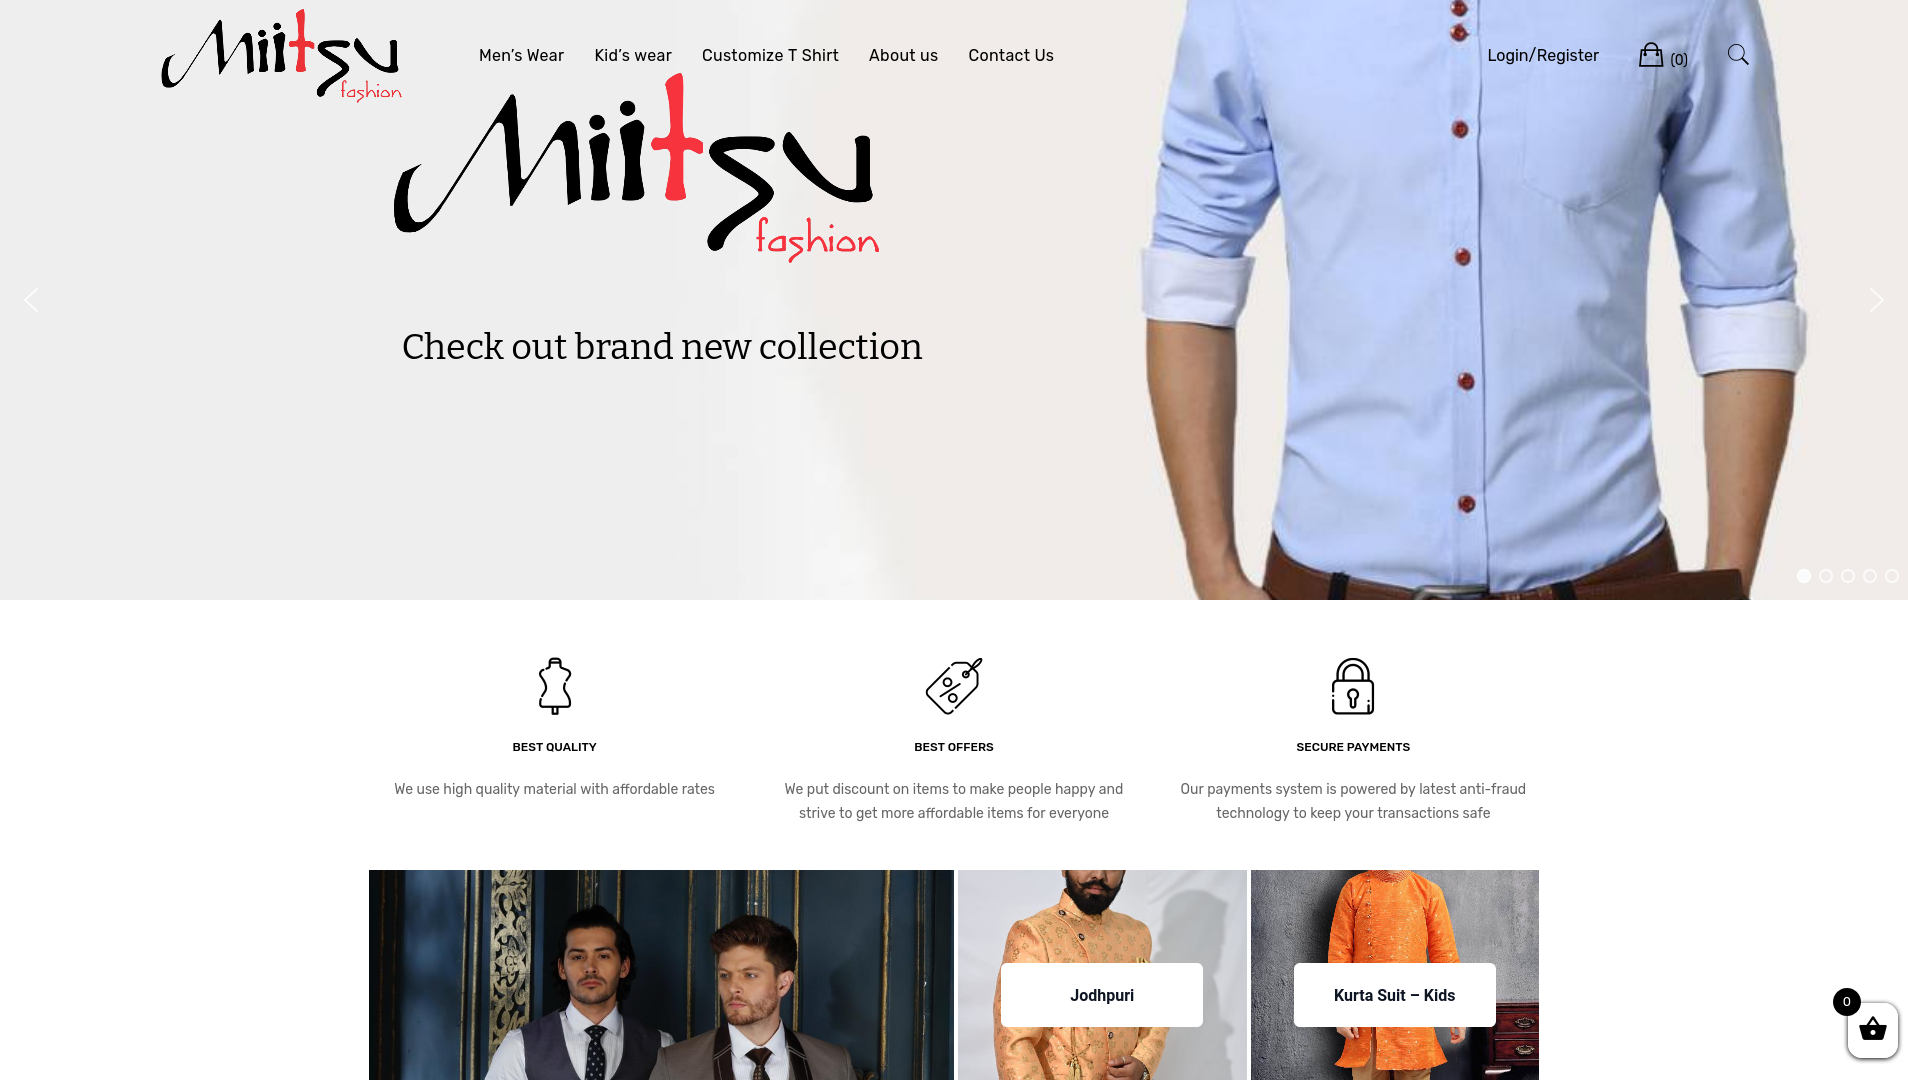 Miitsu
fashion
Men’s Wear
Kid’s wear
Customize T Shirt
About us
Contact Us
Login/Register
(0)
Miitsu
fashion
Check out brand new collection
BEST QUALITY
We use high quality material with affordable rates
BEST OFFERS
We put discount on items to make people happy and
strive to get more affordable items for everyone
SECURE PAYMENTS
Our payments system is powered by latest anti-fraud
technology to keep your transactions safe
Jodhpuri
Kurta Suit – Kids
0